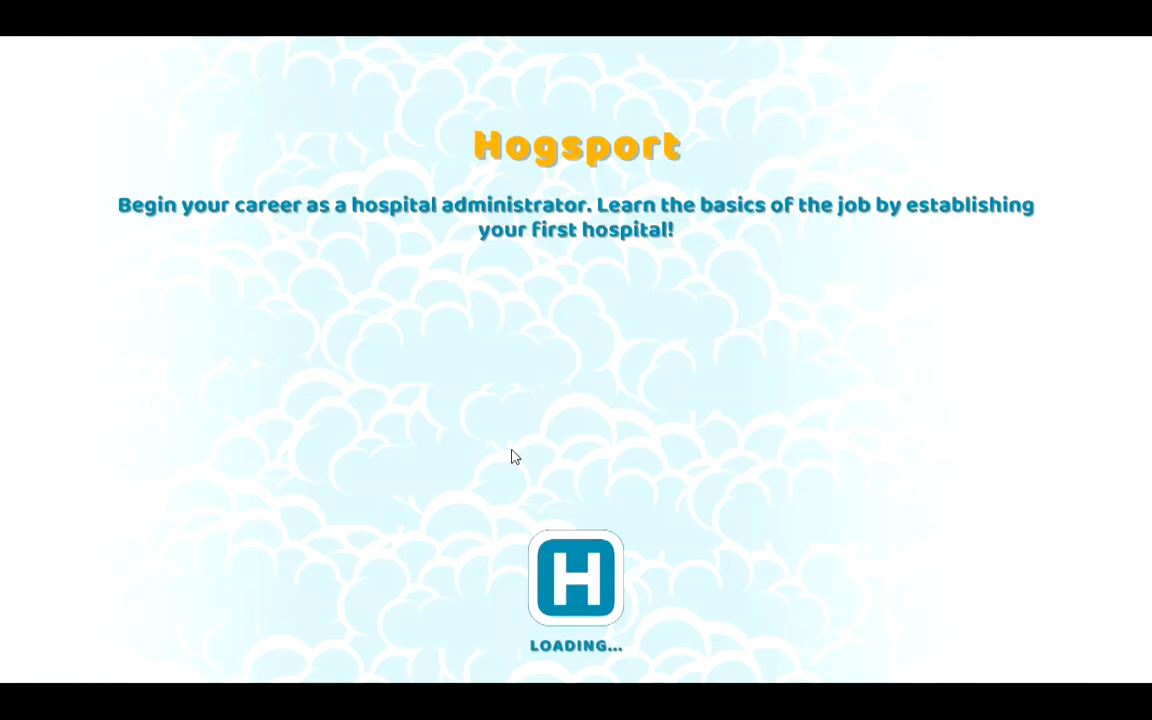 Hogsport
Begin your career as a hospital administrator. Learn the basics of the job by establishing
your first hospital!
H
LOADING...